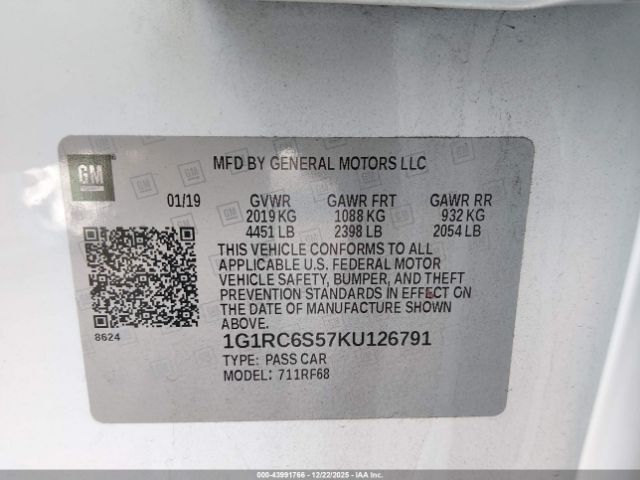 GM
MFD BY GENERAL MOTORS LLC
01/19 GVWR GAWR FRT GAWR RR
2019 KG 1088 KG 932 KG
4451 LB 2398 LB 2054 LB
THIS VEHICLE CONFORMS TO ALL
APPLICABLE U.S. FEDERAL MOTOR
VEHICLE SAFETY, BUMPER, AND THEFT
PREVENTION STANDARDS IN EFFECT ON
THE DATE OF MANUFACTURE SHOWN
ABOVE.
8624
1G1RC6S57KU126791
TYPE: PASS CAR
MODEL: 711RF68
000-43991766 - 12/22/2025 - IAAI.COM